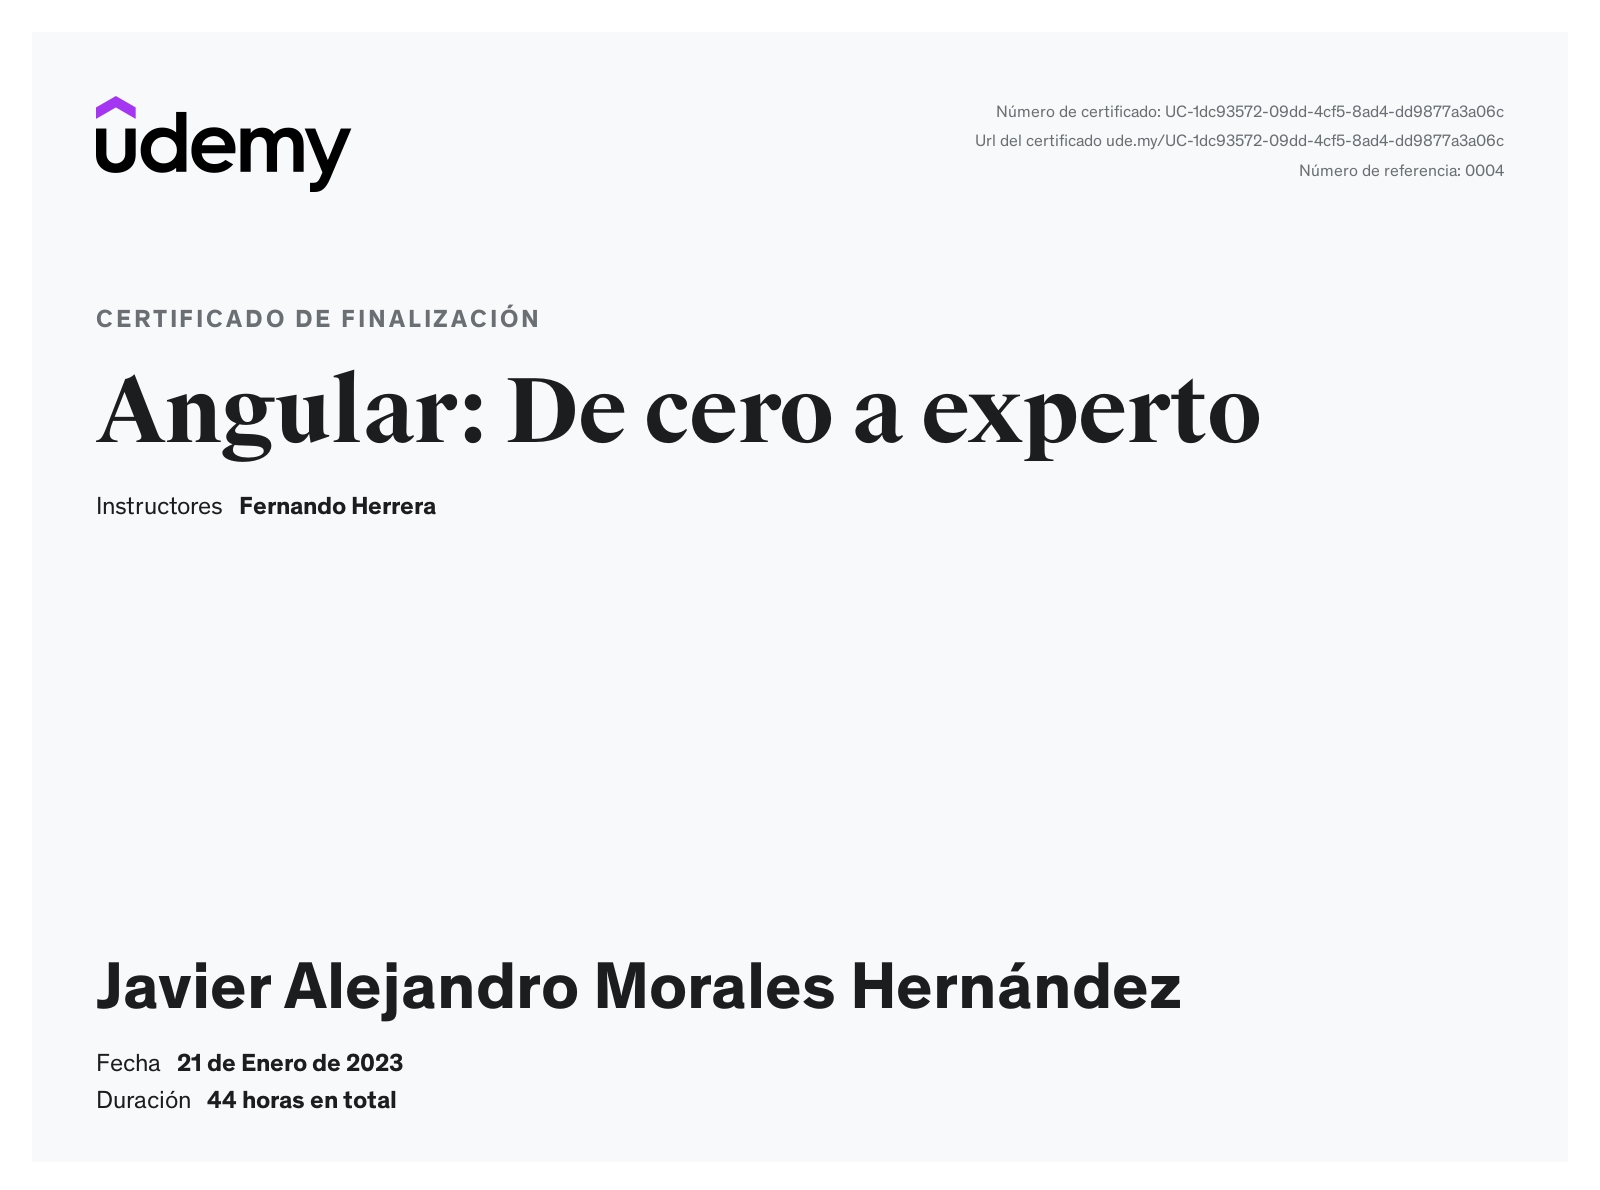 udemy
Número de certificado: UC-1dc93572-09dd-4cf5-8ad4-dd9877a3a06c
Url del certificado ude.my/UC-1dc93572-09dd-4cf5-8ad4-dd9877a3a06c
Número de referencia: 0004
CERTIFICADO DE FINALIZACIÓN
Angular: De cero a experto
Instructores Fernando Herrera
Javier Alejandro Morales Hernández
Fecha 21 de Enero de 2023
Duración 44 horas en total